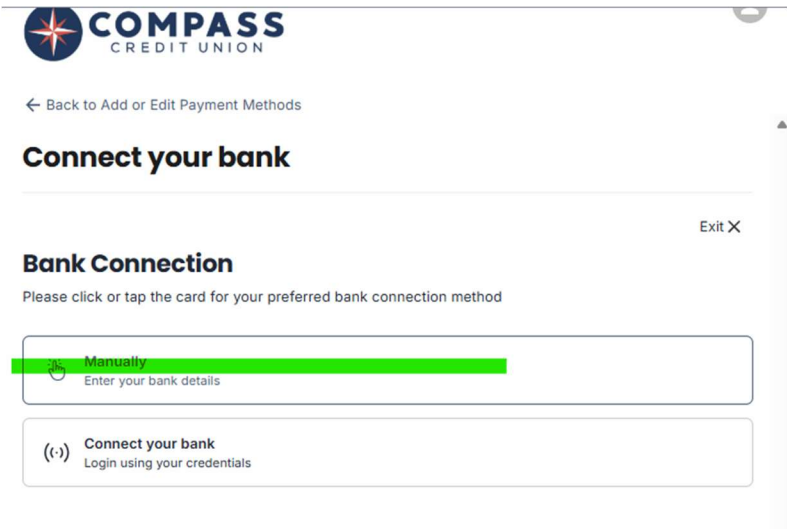 COMPASS
CREDIT UNION
← Back to Add or Edit Payment Methods
Connect your bank
Exit X
Bank Connection
Please click or tap the card for your preferred bank connection method
Manually
Enter your bank details
Connect your bank
Login using your credentials